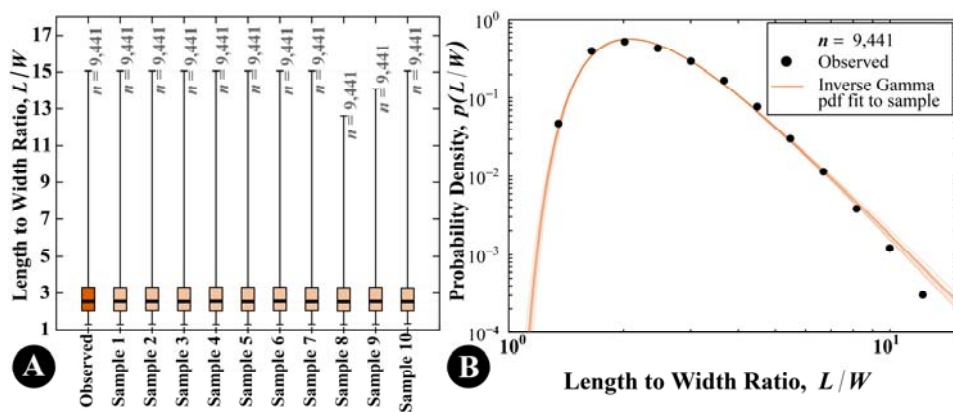 Length to Width Ratio, L/W
17
15
13
11
9
7
5
3
1
n = 9,441
n = 9,441
n = 9,441
n = 9,441
n = 9,441
n = 9,441
n = 9,441
n = 9,441
n = 9,441
n = 9,441
n = 9,441
Observed
Sample 1
Sample 2
Sample 3
Sample 4
Sample 5
Sample 6
Sample 7
Sample 8
Sample 9
Sample 10
A
Probability Density, p(L/W)
10⁰
10⁻¹
10⁻²
10⁻³
10⁻⁴
n = 9,441
Observed
Inverse Gamma
pdf fit to sample
10⁰
10¹
Length to Width Ratio, L/W
B